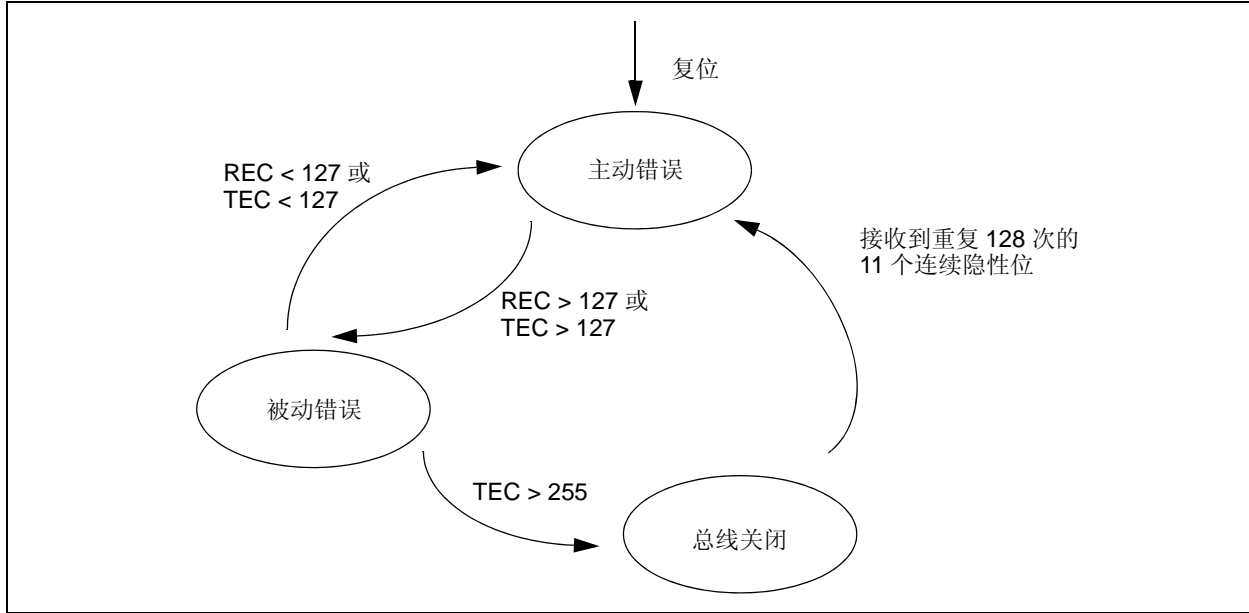 复位
主动错误
REC < 127 或
TEC < 127
接收到重复 128 次的
11 个连续隐性位
REC > 127 或
TEC > 127
被动错误
TEC > 255
总线关闭